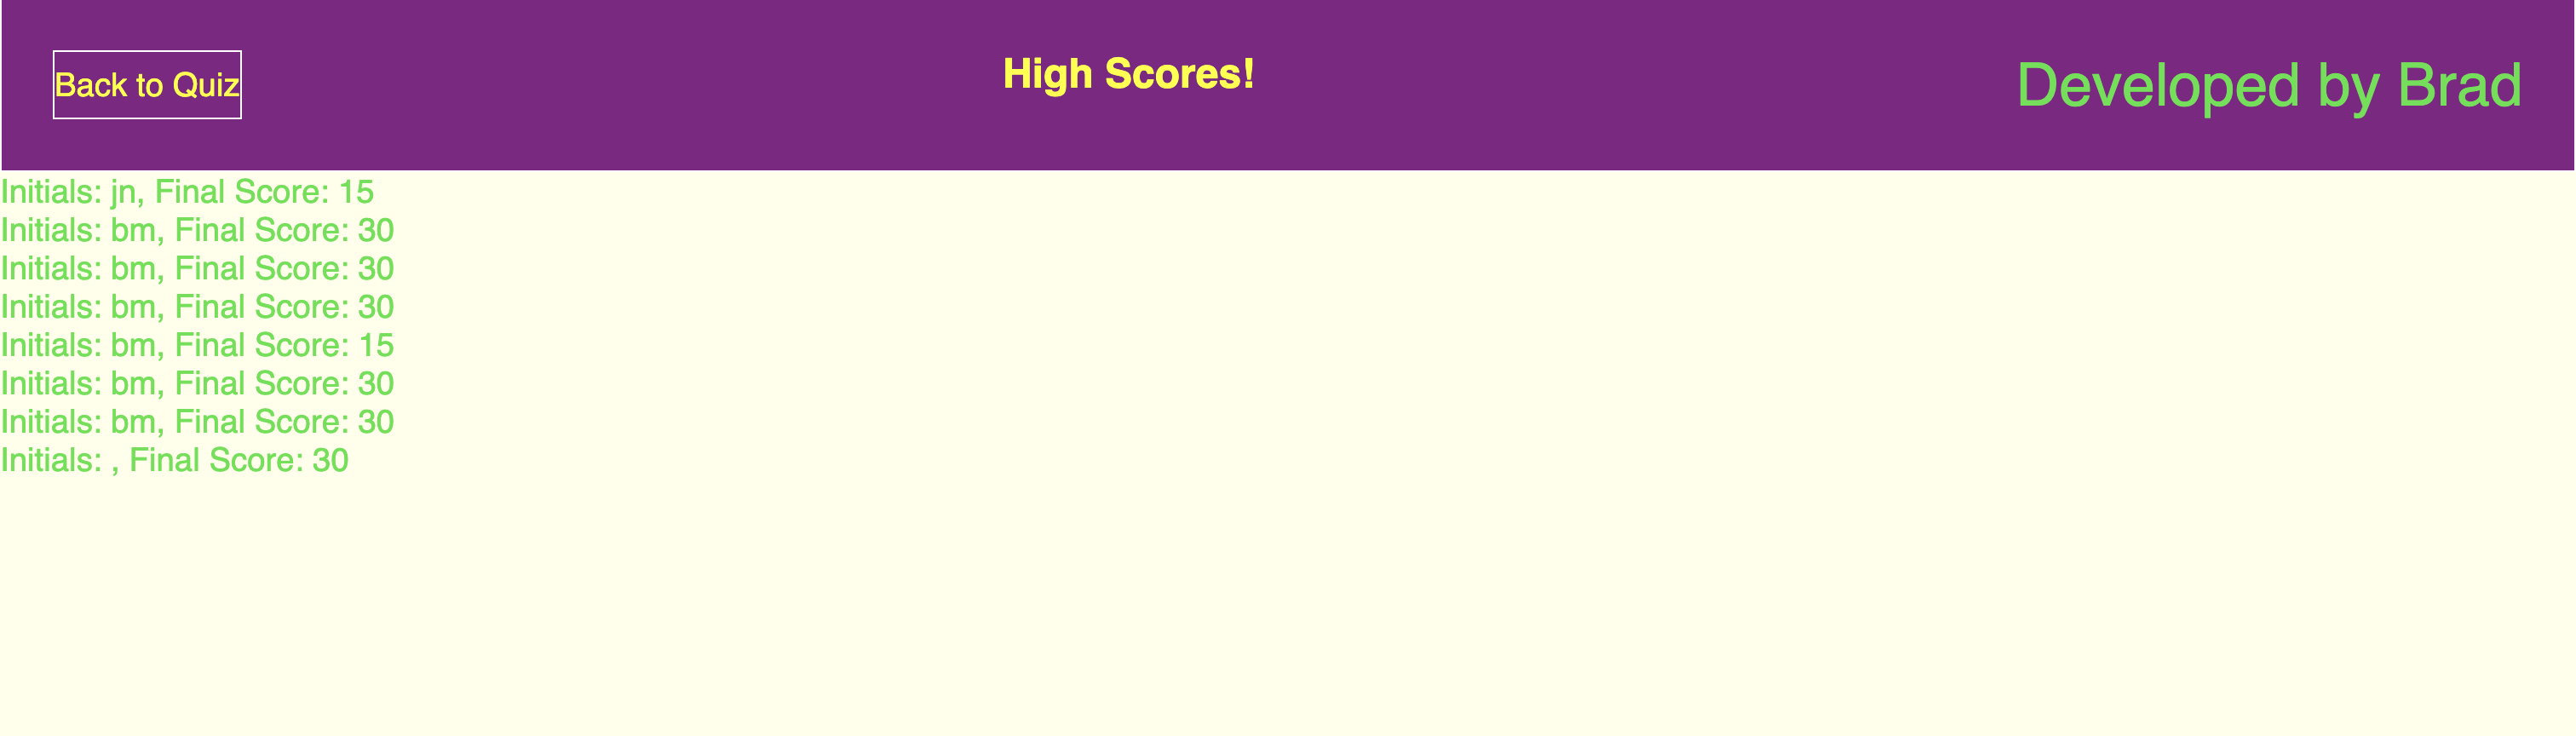 Back to Quiz
High Scores!
Developed by Brad
Initials: jn, Final Score: 15
Initials: bm, Final Score: 30
Initials: bm, Final Score: 30
Initials: bm, Final Score: 30
Initials: bm, Final Score: 15
Initials: bm, Final Score: 30
Initials: bm, Final Score: 30
Initials: , Final Score: 30